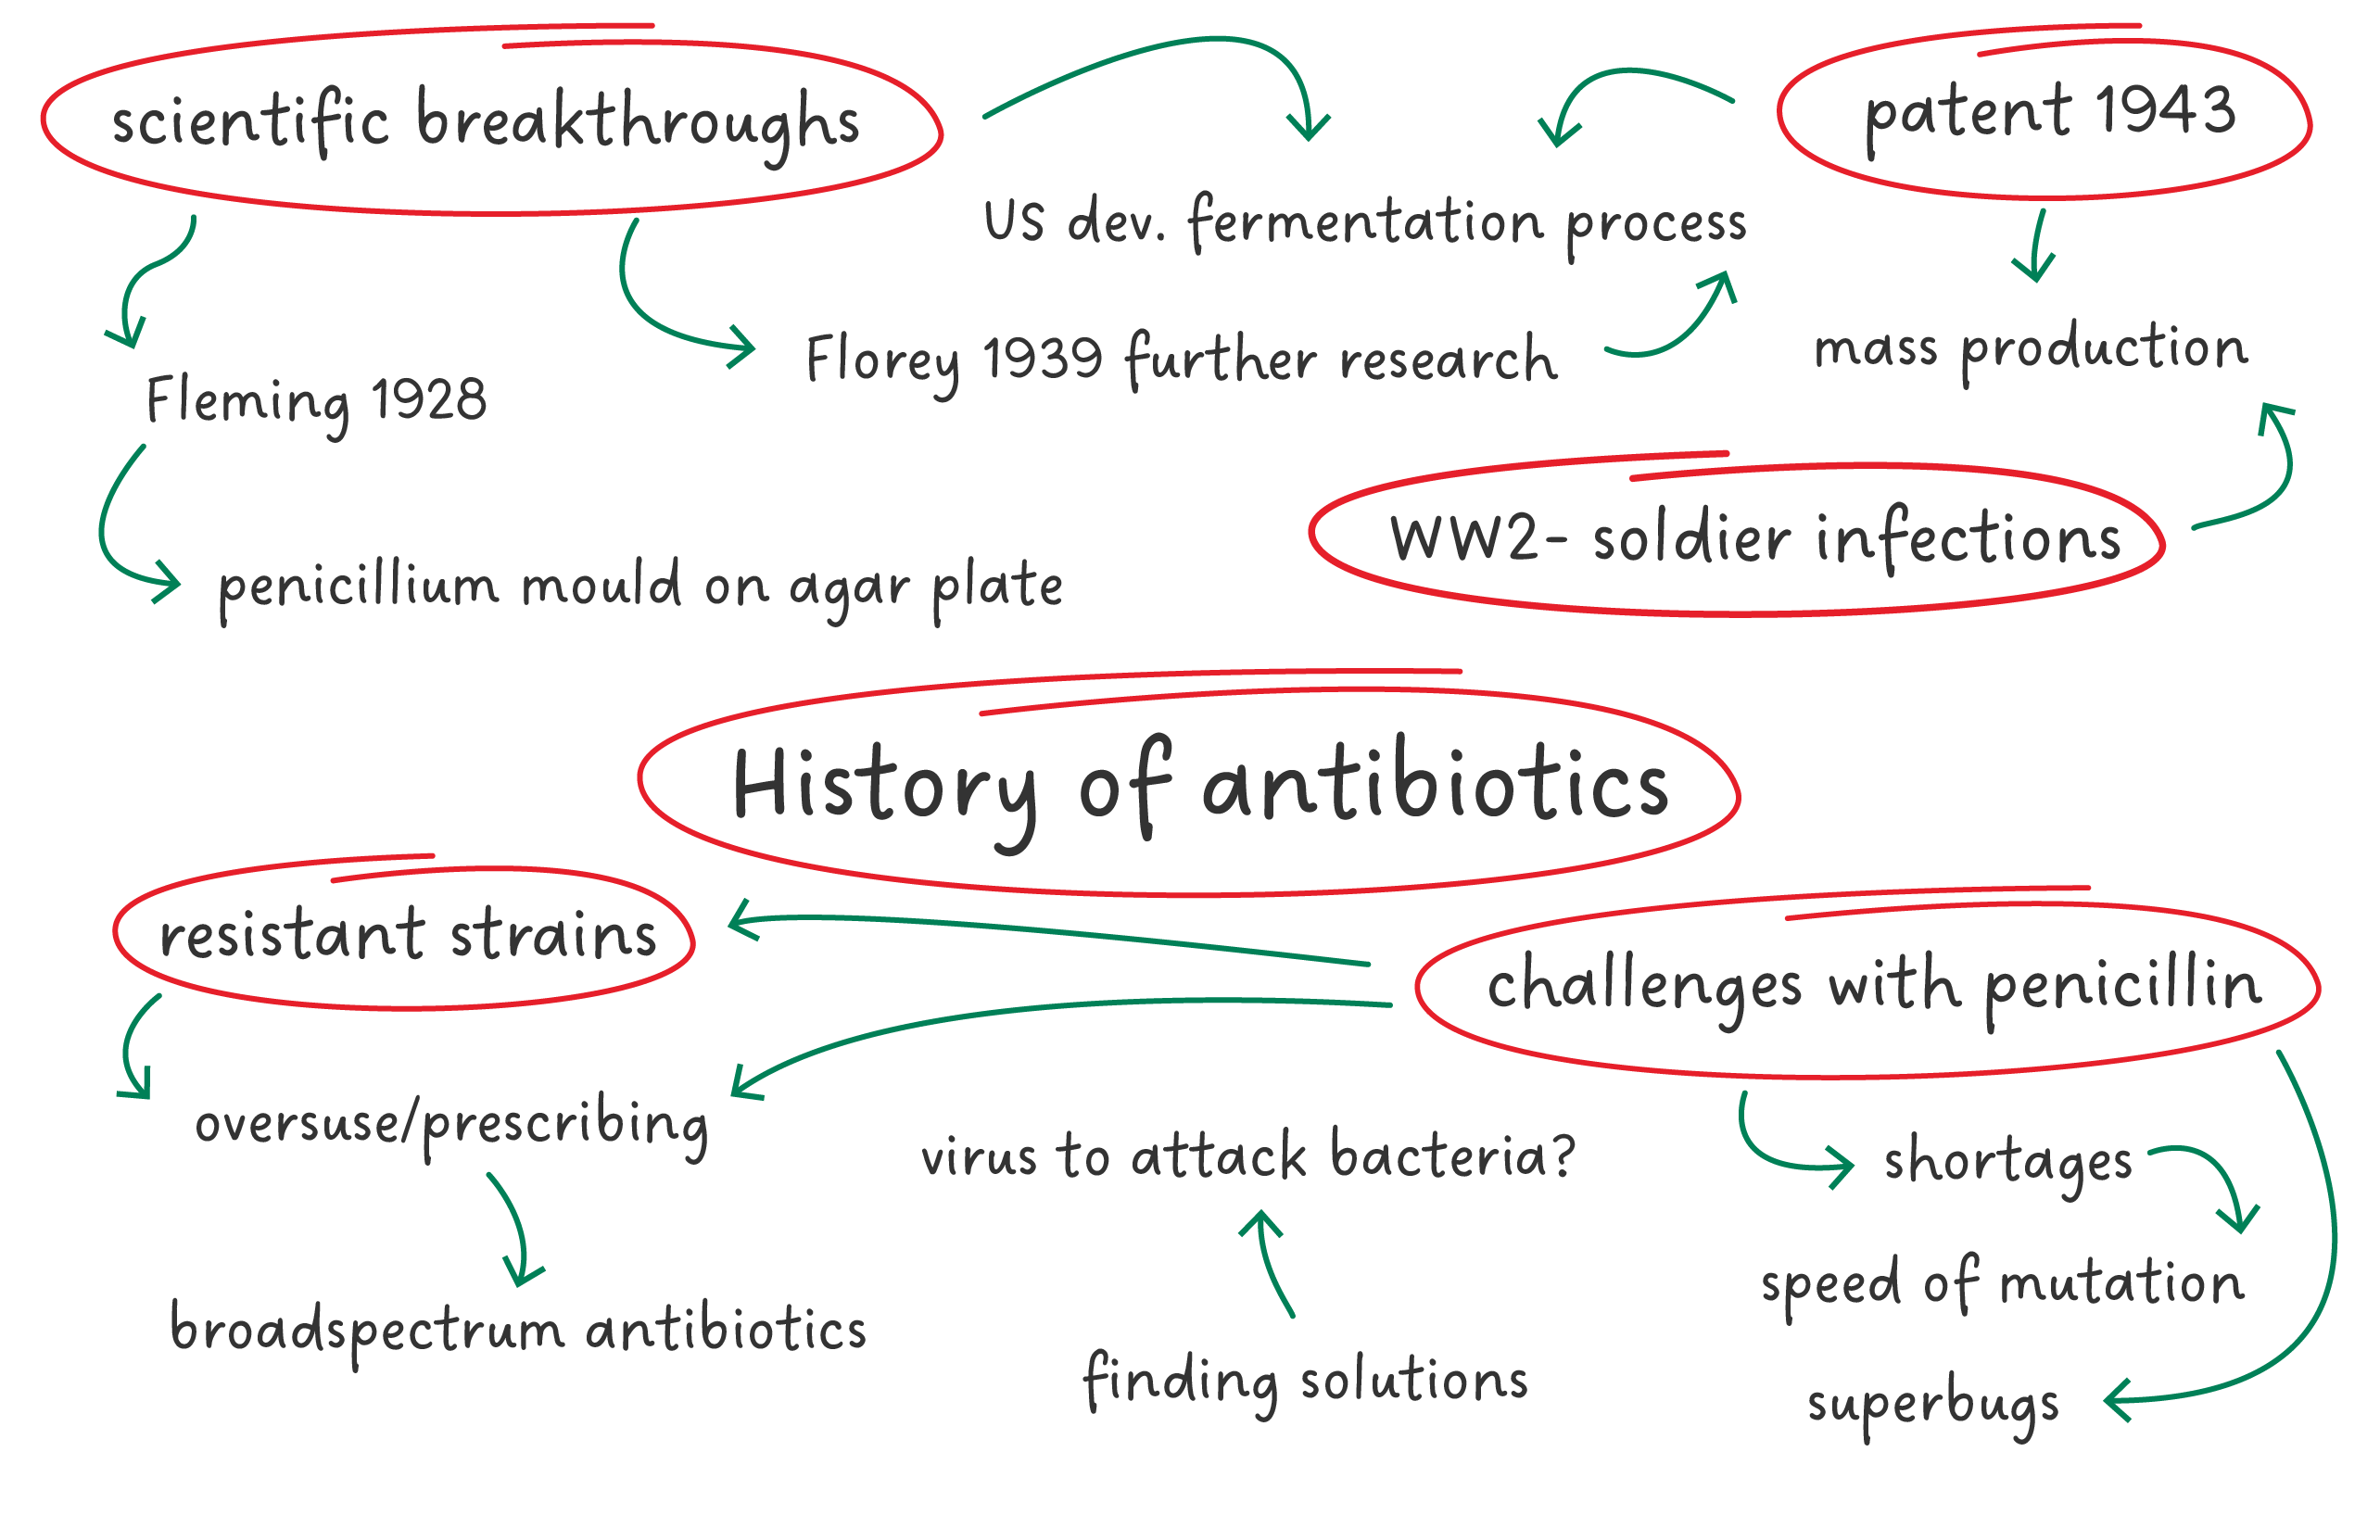 scientific breakthroughs
patent 1943
US dev. fermentation process
Florey 1939 further research
mass production
Fleming 1928
WW2- soldier infections
penicillium mould on agar plate
History of antibiotics
resistant strains
challenges with penicillin
oversuse/prescribing
virus to attack bacteria?
shortages
speed of mutation
broadspectrum antibiotics
finding solutions
superbugs